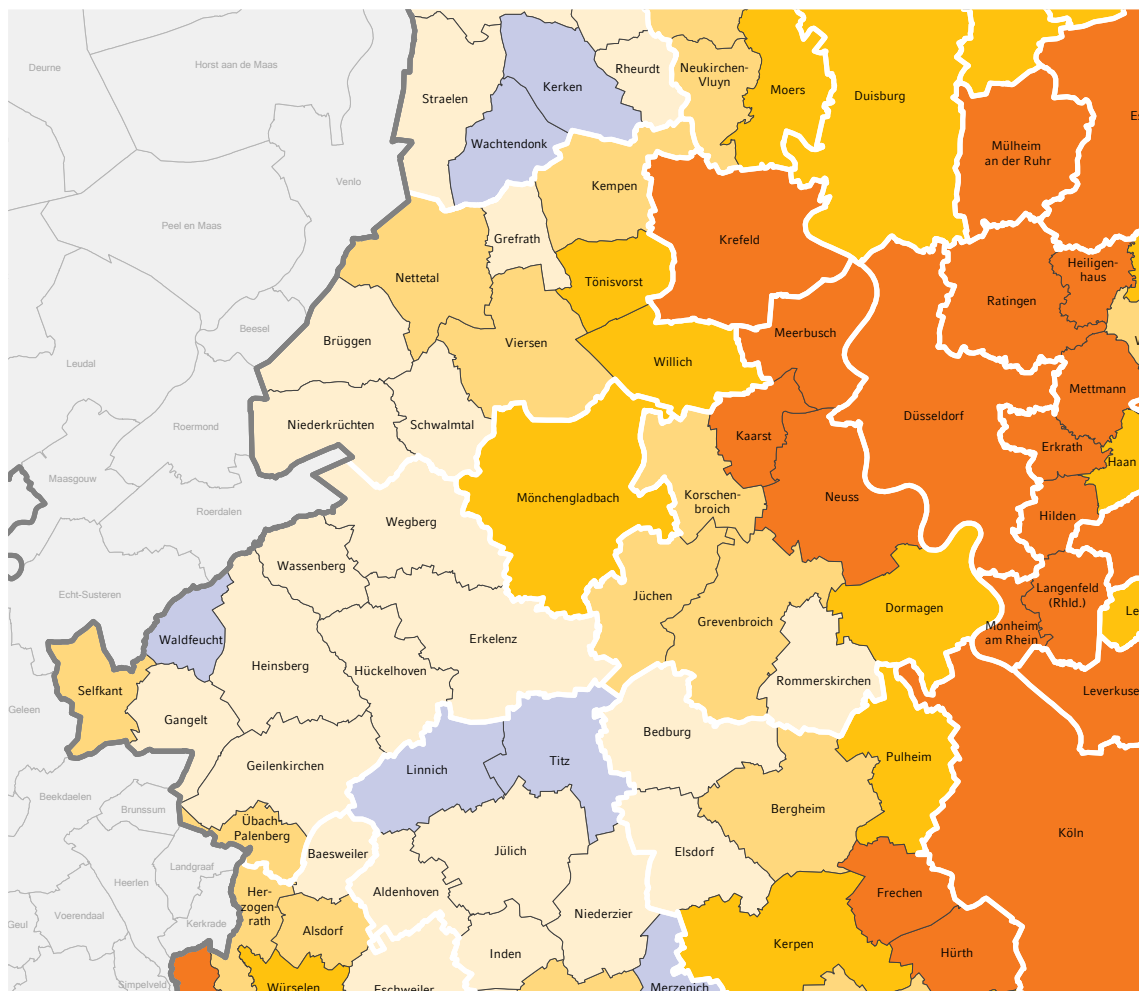 Deurne
Horst aan de Maas
Straelen
Kerken
Rheurdt
Neukirchen-
Vluyn
Moers
Duisburg
Wachtendonk
Mülheim
an der Ruhr
Venlo
Kempen
Peel en Maas
Grefrath
Krefeld
Nettetal
Tönisvorst
Ratingen
Heiligen-
haus
Beesel
Brüggen
Viersen
Meerbusch
Leudal
Willich
Mettmann
Roermond
Niederkrüchten
Schwalmtal
Kaarst
Düsseldorf
Erkrath
Haan
Maasgouw
Roerdalen
Mönchengladbach
Korschen-
broich
Neuss
Hilden
Wegberg
Wassenberg
Echt-Susteren
Jüchen
Grevenbroich
Dormagen
Langenfeld
(Rhld.)
Le
Monheim
am Rhein
Waldfeucht
Heinsberg
Hückelhoven
Erkelenz
Rommerskirchen
Selfkant
Gangelt
Geleen
Leverkuse
Bedburg
Geilenkirchen
Linnich
Titz
Pulheim
Beekdaelen
Brunssum
Übach-
Palenberg
Bergheim
Köln
Baesweiler
Jülich
Elsdorf
Landgraaf
Heerlen
Her-
zogen-
rath
Aldenhoven
Frechen
Voerendaal
Geul
Kerkrade
Alsdorf
Niederzier
Kerpen
Inden
Hürth
Simpelveld
Würselen
Eschweiler
Merzenich